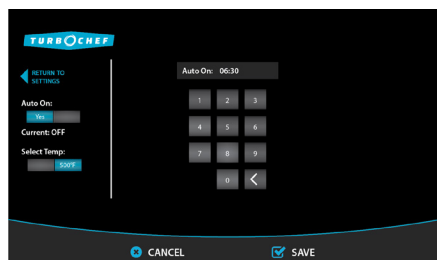 TURBOCHEF
RETURN TO
SETTINGS
Auto On:
Yes
Current: OFF
Select Temp:
500°F
Auto On: 06:30
1 2 3
4 5 6
7 8 9
0 <
CANCEL
SAVE